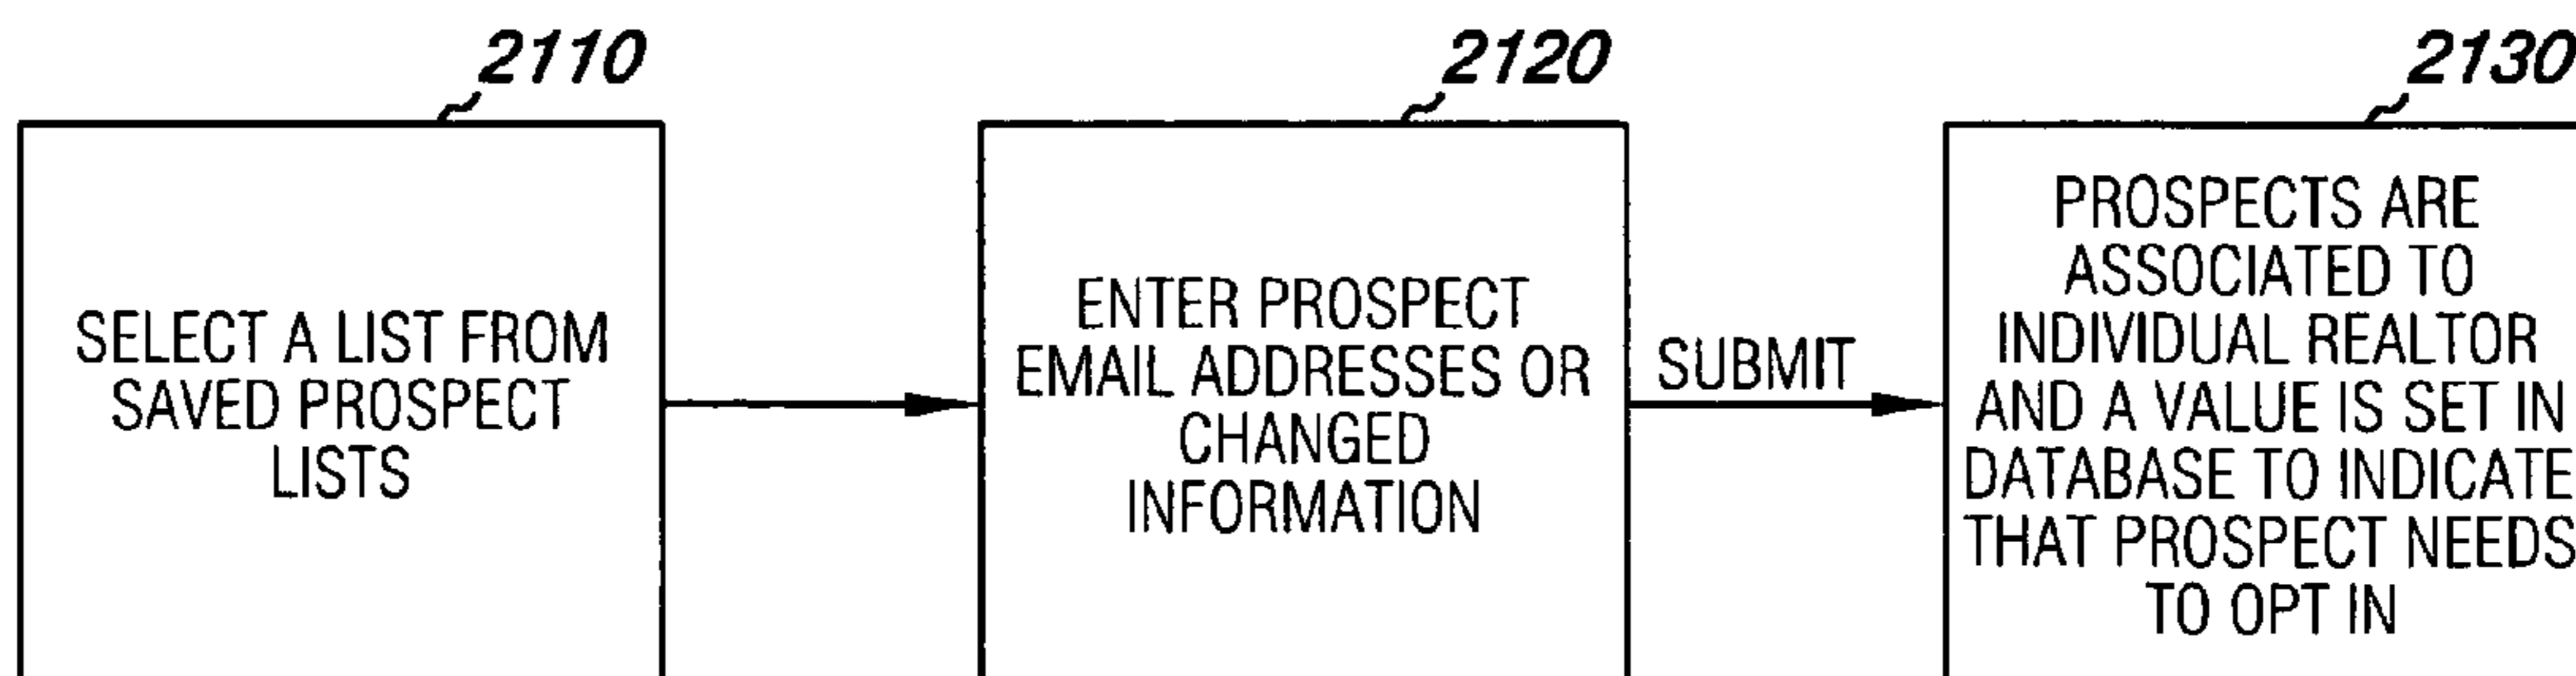 2110
2120
2130
SELECT A LIST FROM
SAVED PROSPECT
LISTS
ENTER PROSPECT
EMAIL ADDRESSES OR
CHANGED
INFORMATION
SUBMIT
PROSPECTS ARE
ASSOCIATED TO
INDIVIDUAL REALTOR
AND A VALUE IS SET IN
DATABASE TO INDICATE
THAT PROSPECT NEEDS
TO OPT IN